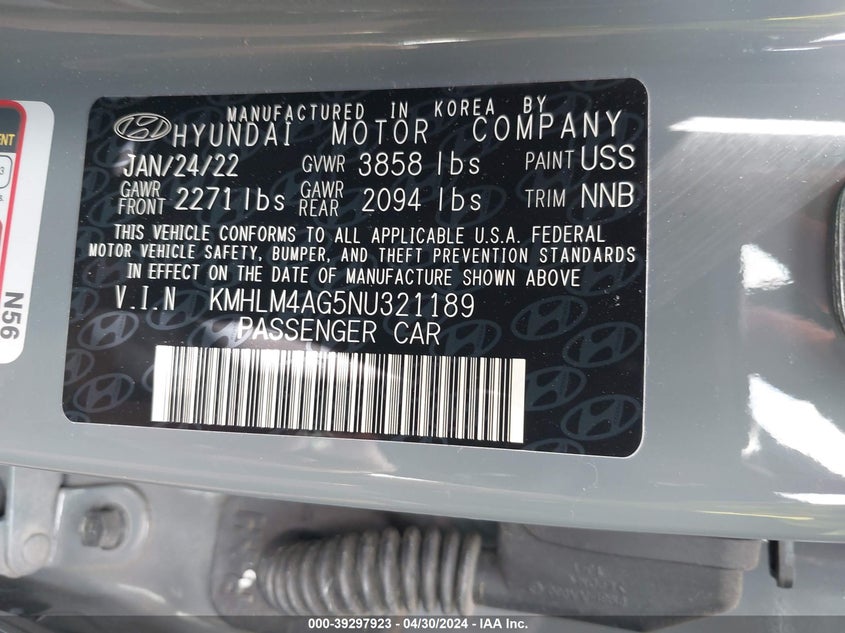 MANUFACTURED IN KOREA BY
HYUNDAI MOTOR COMPANY
JAN/24/22 GVWR 3858 lbs PAINT USS
GAWR FRONT 2271 lbs GAWR REAR 2094 lbs TRIM NNB
THIS VEHICLE CONFORMS TO ALL APPLICABLE U.S.A. FEDERAL
MOTOR VEHICLE SAFETY, BUMPER, AND THEFT PREVENTION STANDARDS
IN EFFECT ON THE DATE OF MANUFACTURE SHOWN ABOVE
V.I.N KMHLM4AG5NU321189
PASSENGER CAR
N56
000-39297923 - 04/30/2024 - IAA Inc.